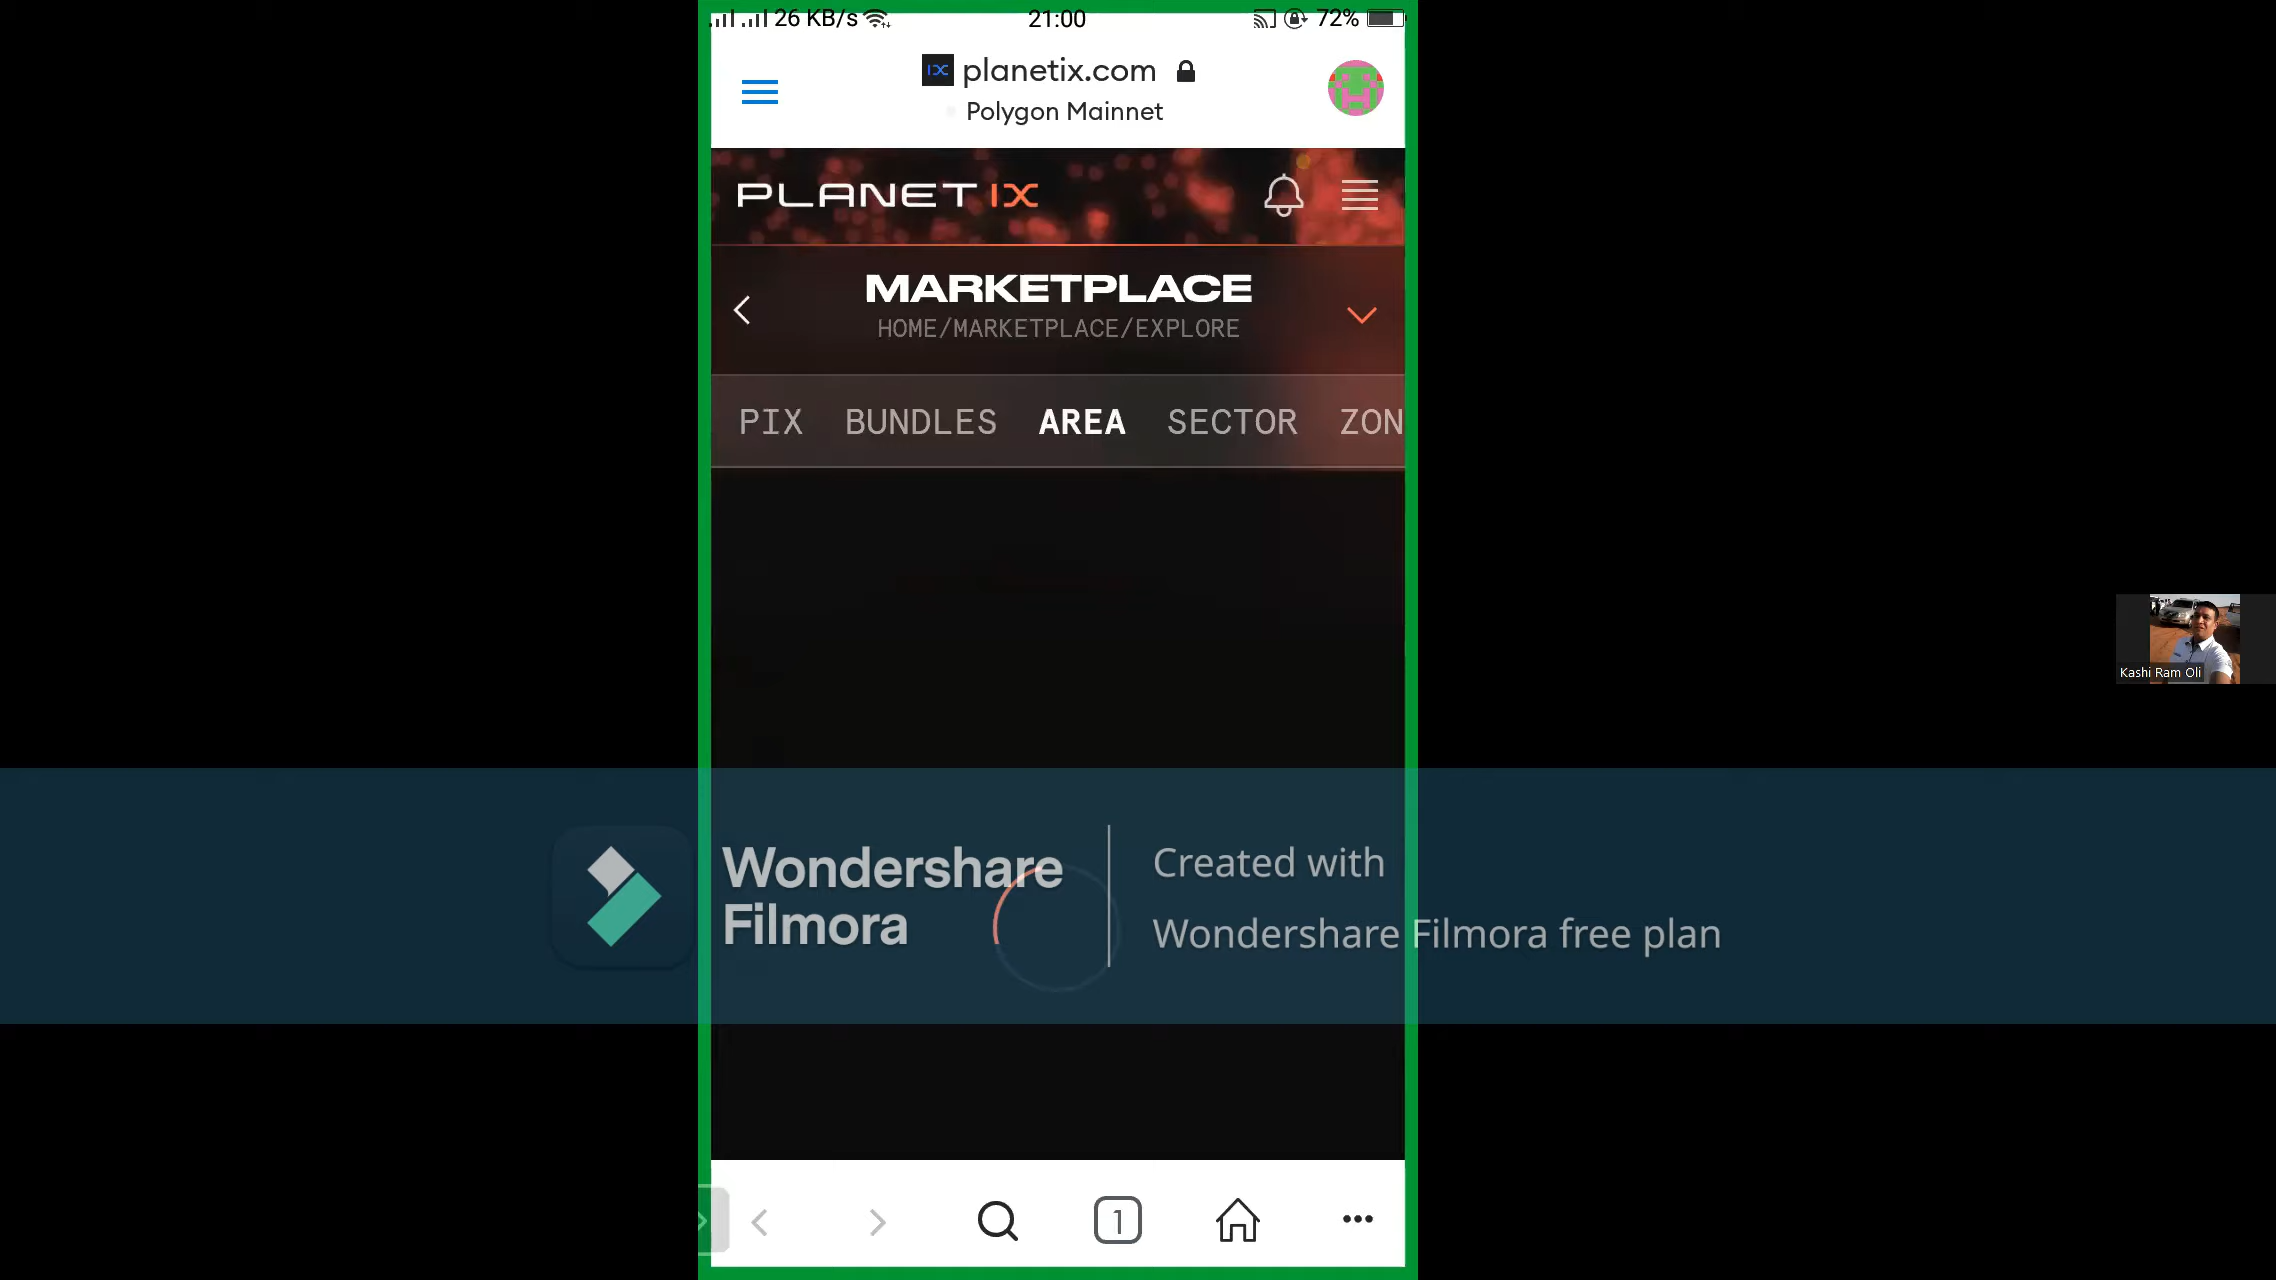 26 KB/s 21:00 72%
planetix.com
Polygon Mainnet
PLANET IX
MARKETPLACE
HOME/MARKETPLACE/EXPLORE
PIX BUNDLES AREA SECTOR ZON
Kashi Ram Oli
Wondershare
Filmora
Created with
Wondershare Filmora free plan
1